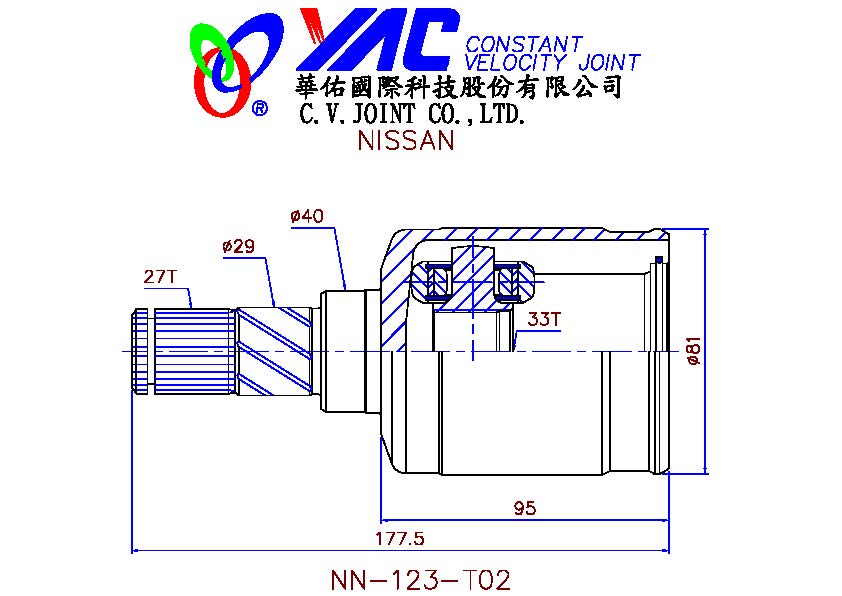 YAC CONSTANT
VELOCITY JOINT
®
華佑國際科技股份有限公司
C.V.JOINT CO.,LTD.
NISSAN
ø40
ø29
27T
33T
ø81
95
177.5
NN-123-T02